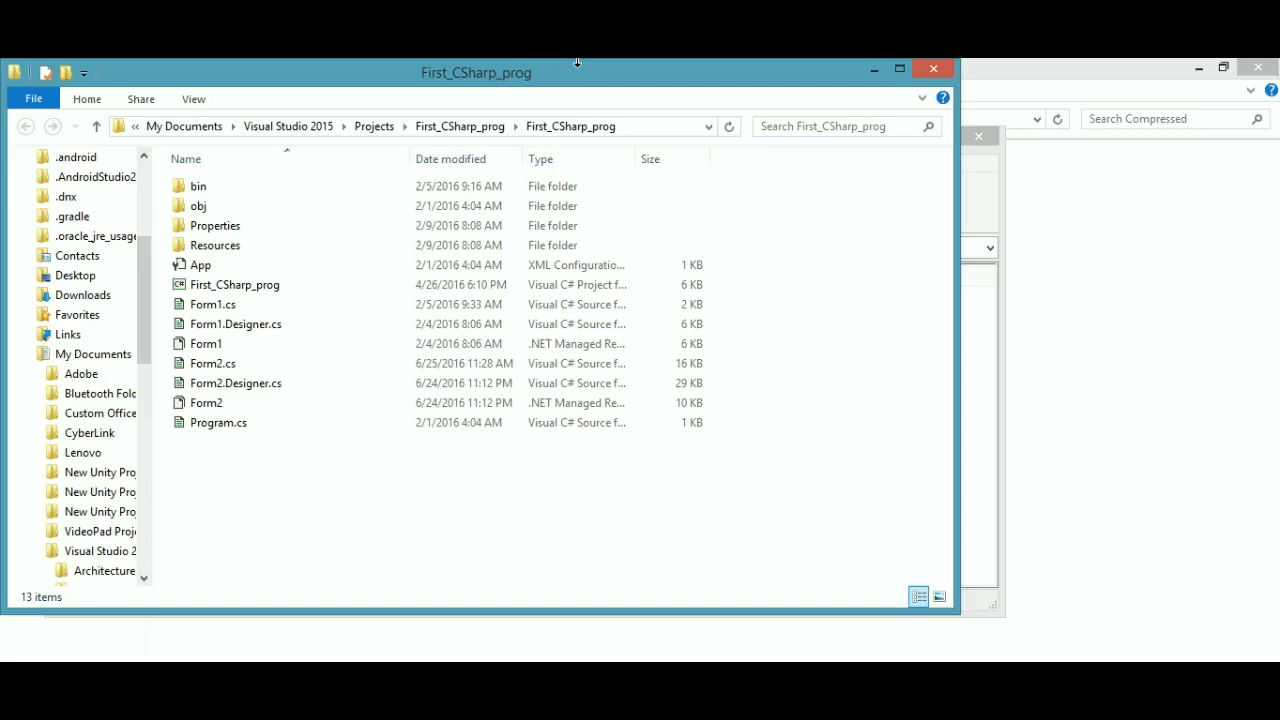 First_CSharp_prog
File Home Share View
« My Documents Visual Studio 2015 Projects First_CSharp_prog First_CSharp_prog Search First_CSharp_prog
Search Compressed
.android
.AndroidStudio2
.dnx
.gradle
.oracle_jre_usage
Contacts
Desktop
Downloads
Favorites
Links
My Documents
Adobe
Bluetooth Folc
Custom Office
CyberLink
Lenovo
New Unity Pro
New Unity Pro
New Unity Pro
VideoPad Proj
Visual Studio 2
Architecture
Name Date modified Type Size
bin 2/5/2016 9:16 AM File folder
obj 2/1/2016 4:04 AM File folder
Properties 2/9/2016 8:08 AM File folder
Resources 2/9/2016 8:08 AM File folder
App 2/1/2016 4:04 AM XML Configuratio... 1 KB
First_CSharp_prog 4/26/2016 6:10 PM Visual C# Project f... 6 KB
Form1.cs 2/5/2016 9:33 AM Visual C# Source f... 2 KB
Form1.Designer.cs 2/4/2016 8:06 AM Visual C# Source f... 6 KB
Form1 2/4/2016 8:06 AM .NET Managed Re... 6 KB
Form2.cs 6/25/2016 11:28 AM Visual C# Source f... 16 KB
Form2.Designer.cs 6/24/2016 11:12 PM Visual C# Source f... 29 KB
Form2 6/24/2016 11:12 PM .NET Managed Re... 10 KB
Program.cs 2/1/2016 4:04 AM Visual C# Source f... 1 KB
13 items